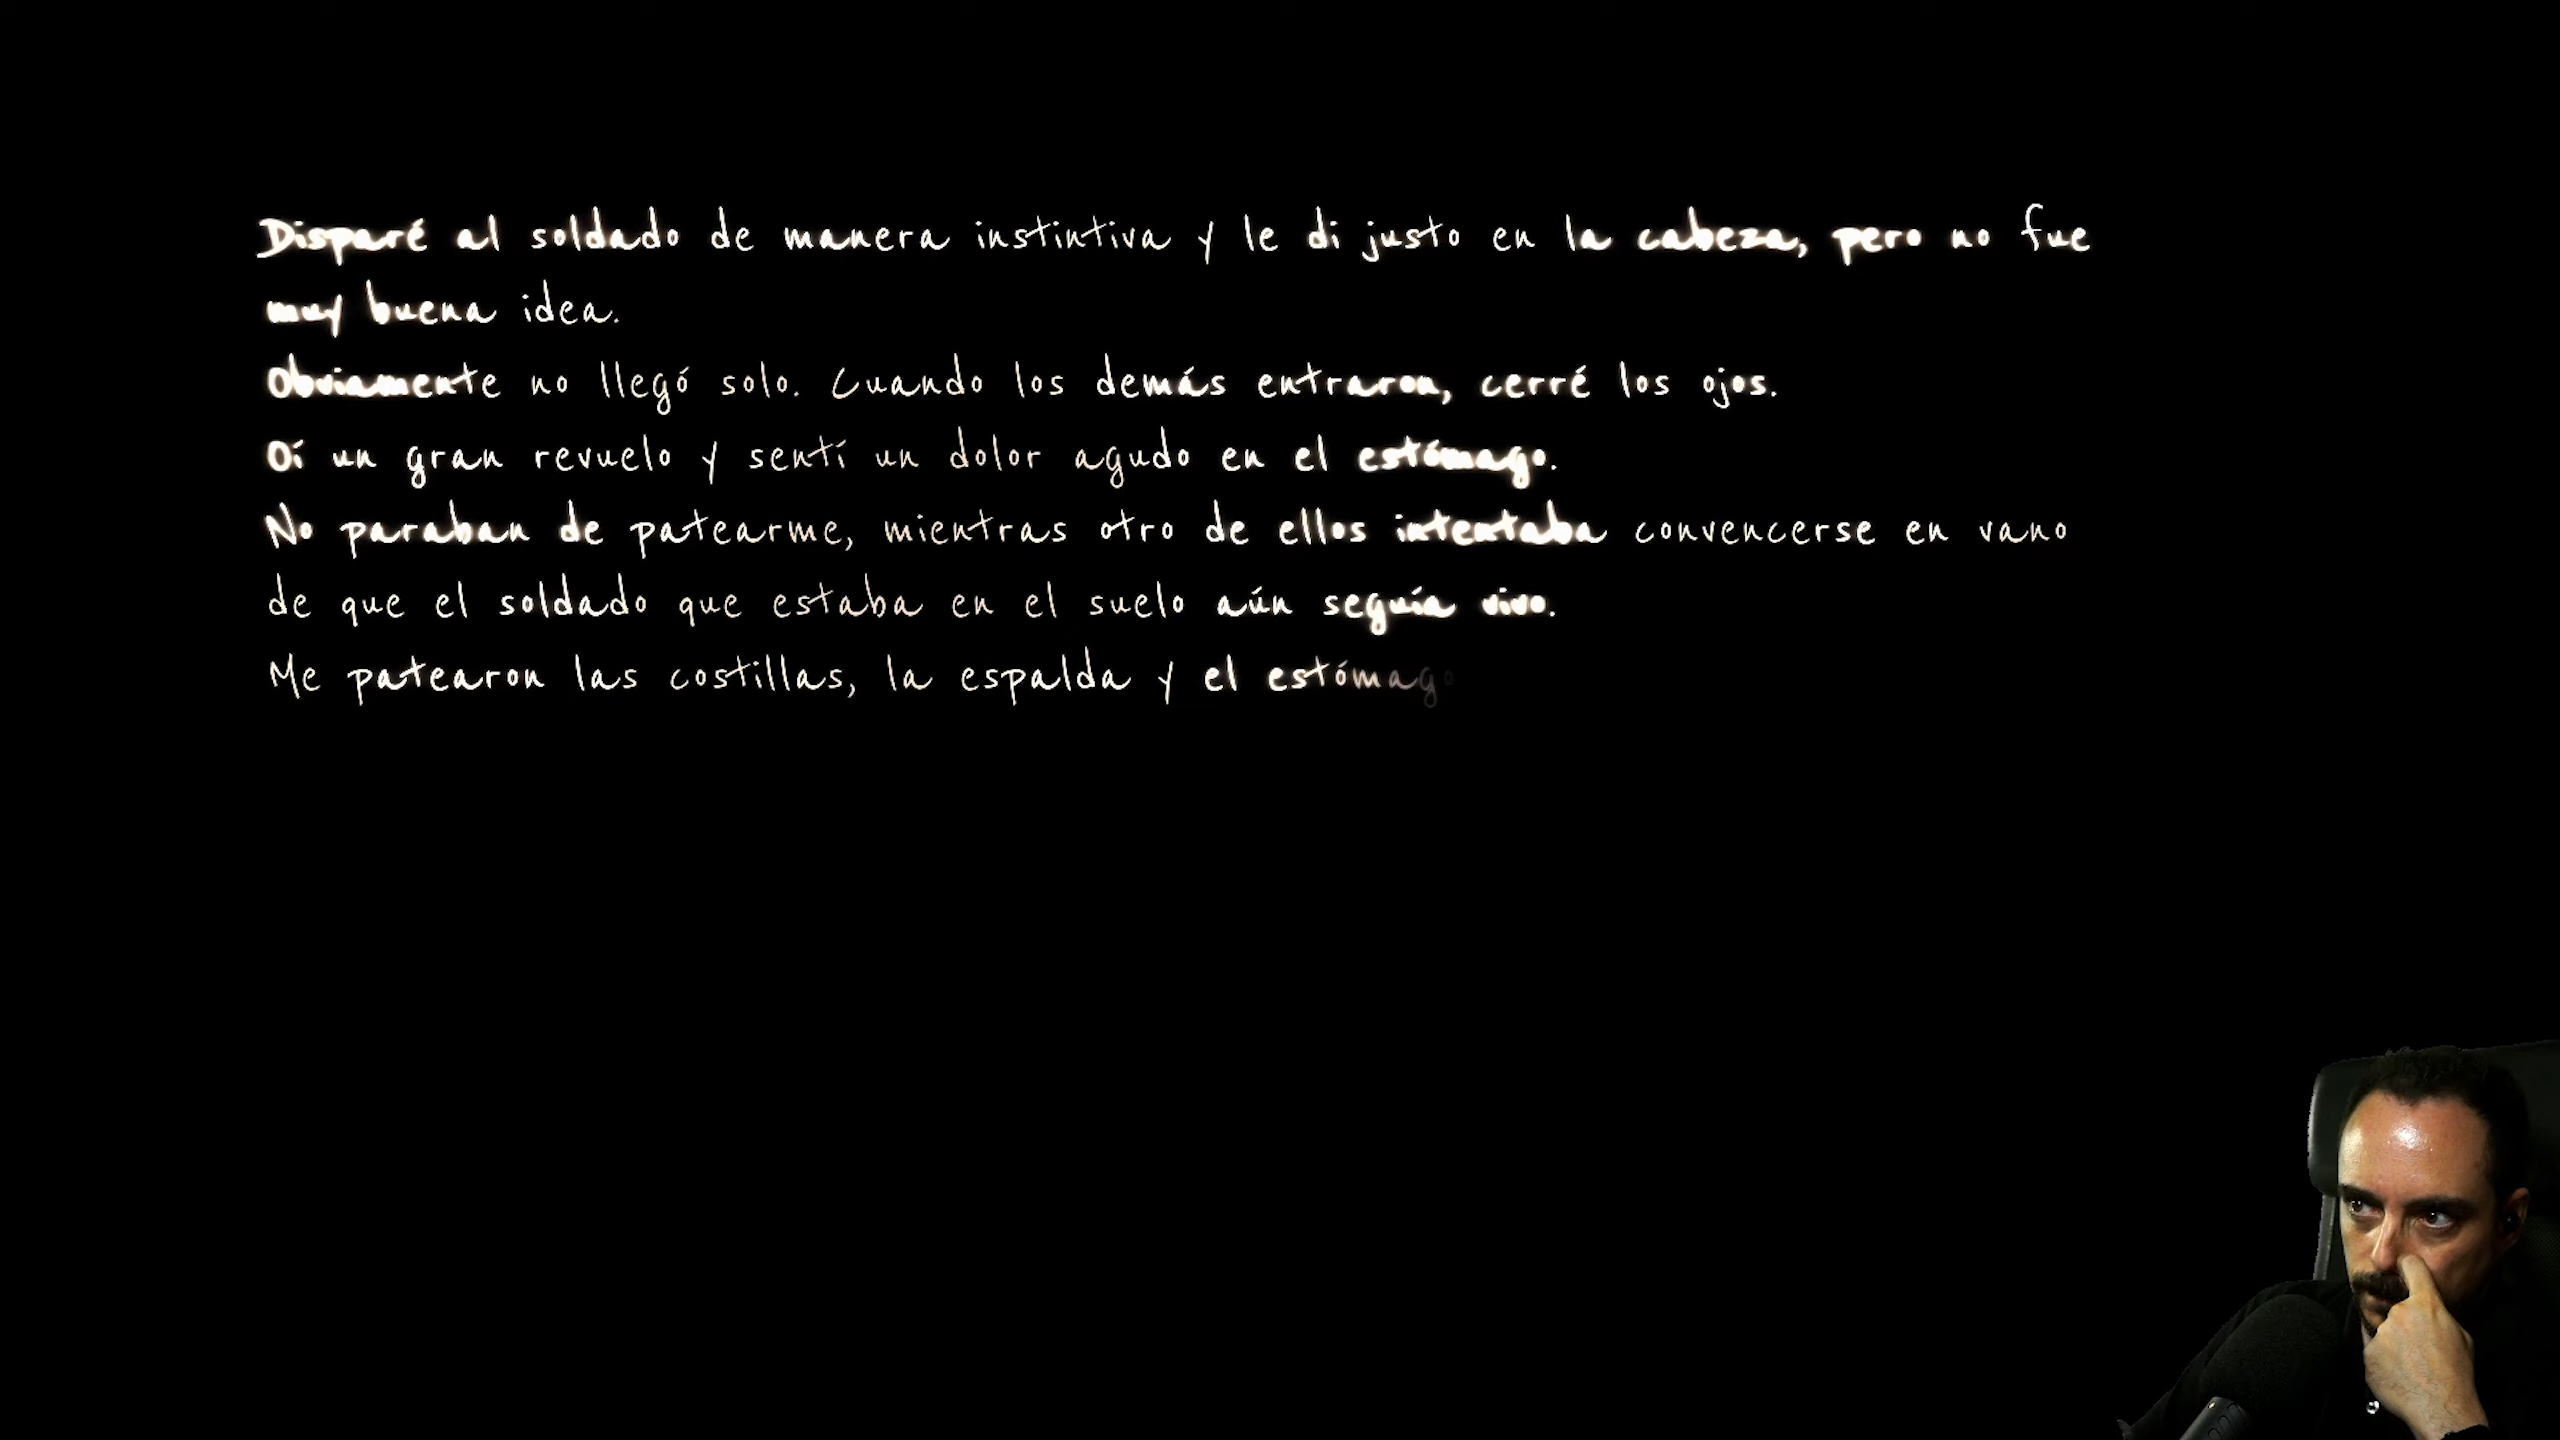 Disparé al soldado de manera instintiva y le di justo en la cabeza, pero no fue
muy buena idea.
Obviamente no llegó solo. Cuando los demás entraron, cerré los ojos.
Oí un gran revuelo y sentí un dolor agudo en el estómago.
No paraban de patearme, mientras otro de ellos intentaba convencerse en vano
de que el soldado que estaba en el suelo aún seguía vivo.
Me patearon las costillas, la espalda y el estómago